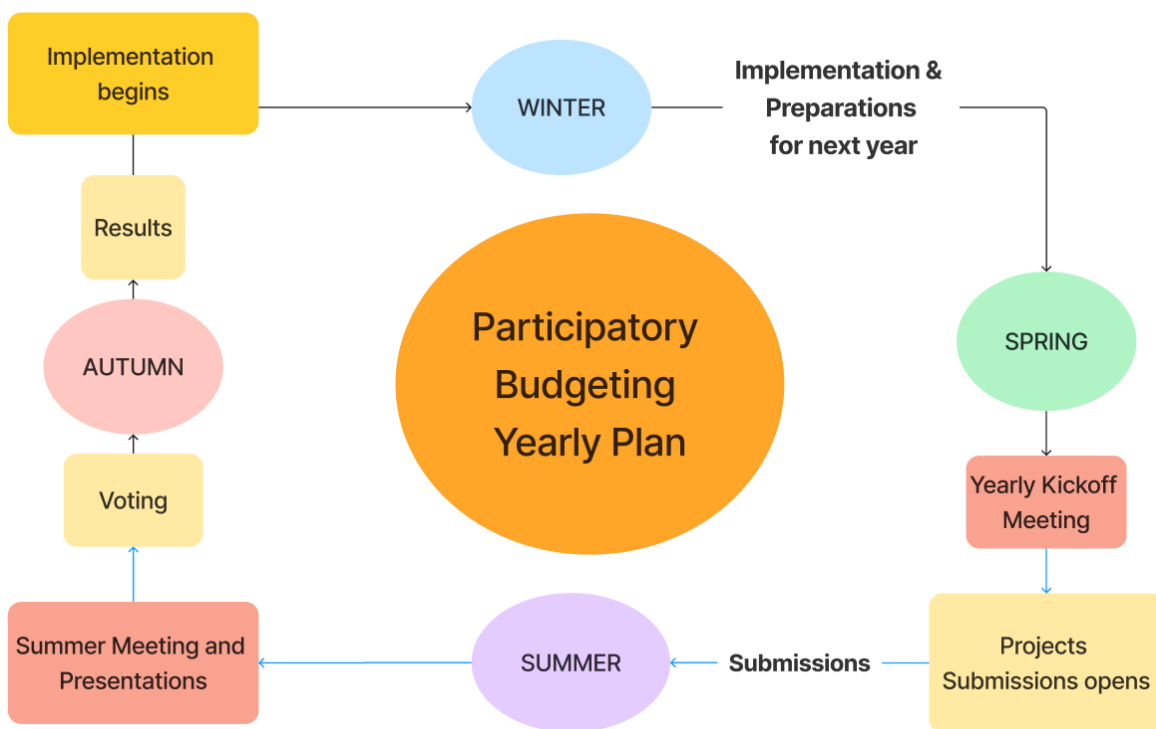 Implementation
begins
WINTER
Implementation &
Preparations
for next year
Results
Participatory
Budgeting
Yearly Plan
SPRING
AUTUMN
Yearly Kickoff
Meeting
Voting
Summer Meeting and
Presentations
SUMMER
Submissions
Projects
Submissions opens